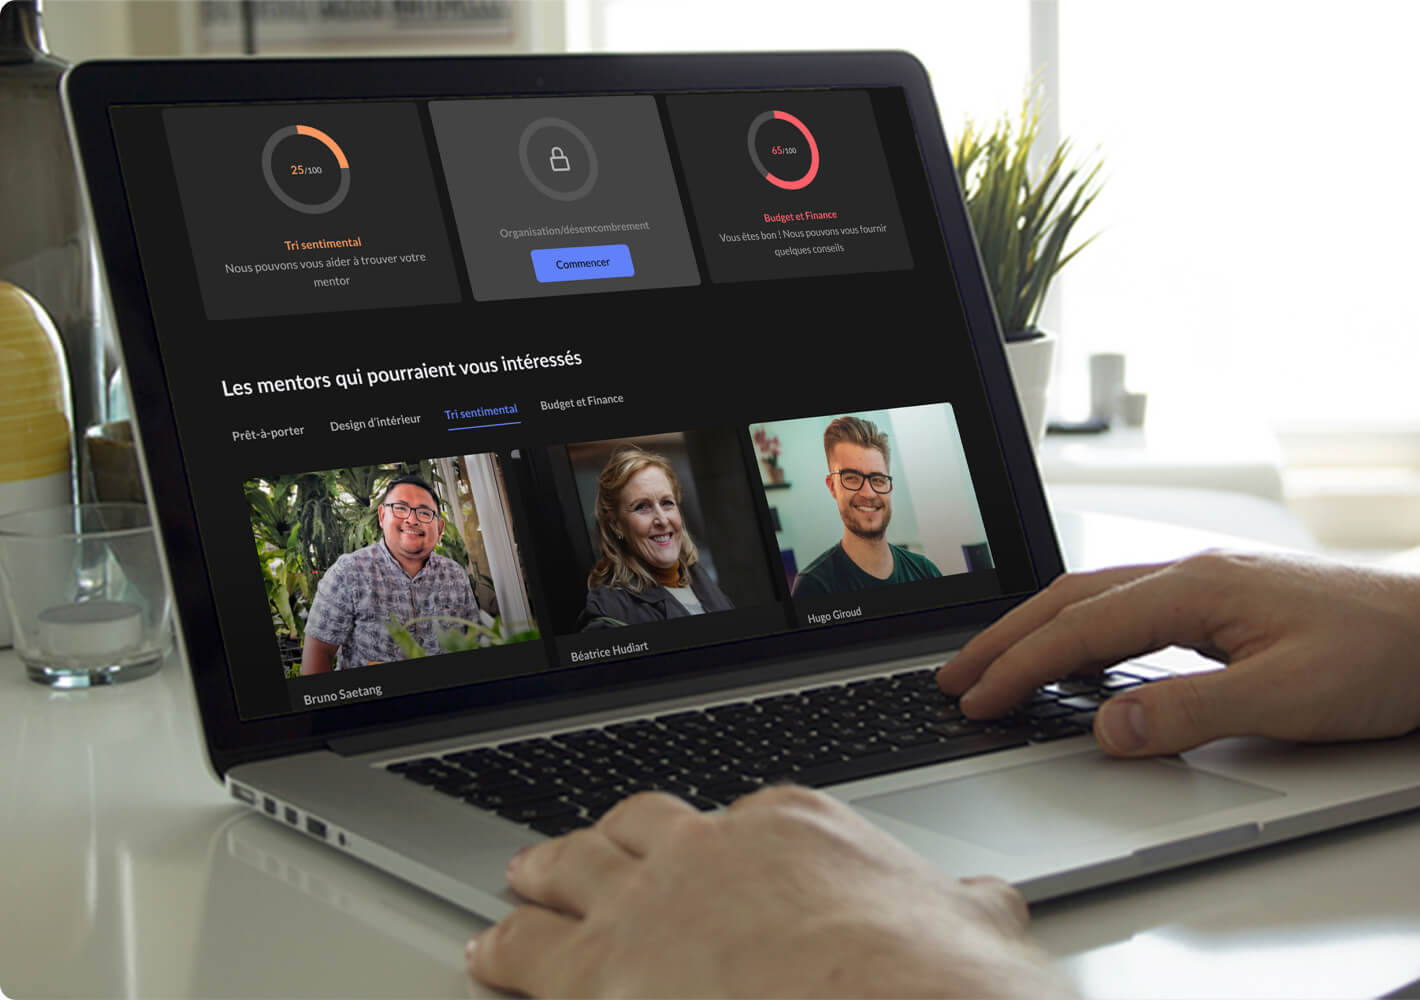 25/100
Tri sentimental
Nous pouvons vous aider à trouver votre
mentor
Organisation/désemcombrement
Commencer
65/100
Budget et Finance
Vous êtes bon ! Nous pouvons vous fournir
quelques conseils
Les mentors qui pourraient vous intéressés
Prêt-à-porter
Design d'intérieur
Tri sentimental
Budget et Finance
Bruno Saetang
Béatrice Hudiart
Hugo Giroud